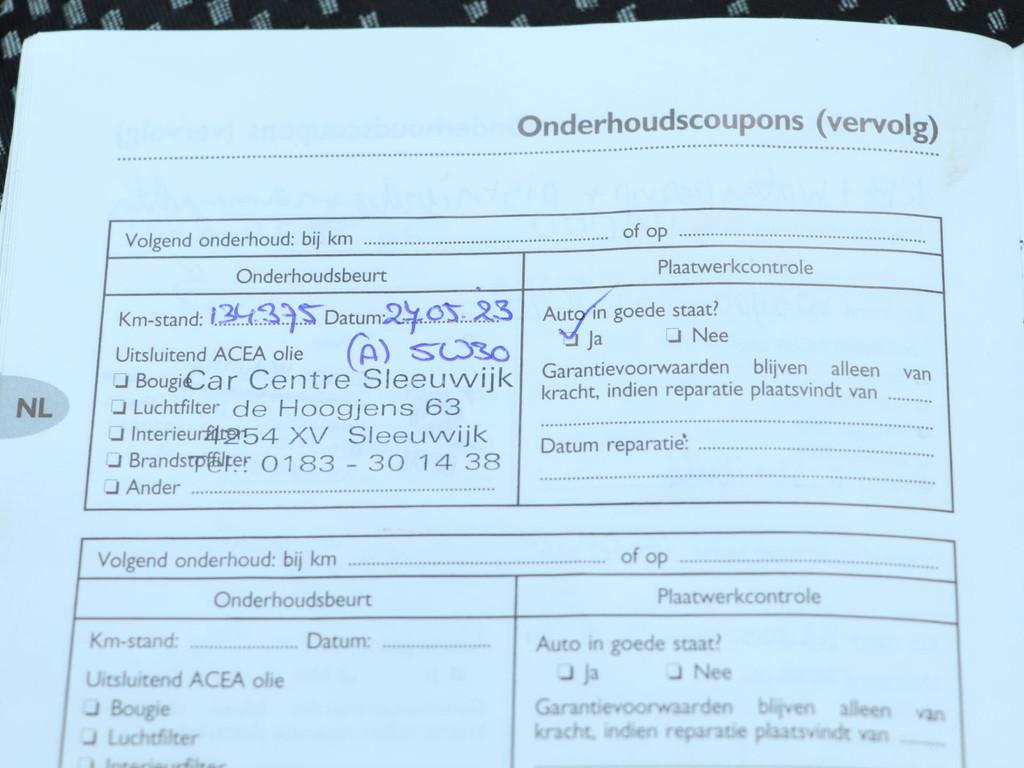 Onderhoudscoupons (vervolg)
Volgend onderhoud: bij km of op
Onderhoudsbeurt Plaatwerkcontrole
Km-stand: 134.375 Datum: 27.05.23
Uitsluitend ACEA olie (A) 5W30
Bougie
Luchtfilter
Interieurfilter
Brandstoffilter
Ander
Car Centre Sleeuwijk
de Hoogjens 63
4254 XV Sleeuwijk
Tel.: 0183 - 30 14 38
Auto in goede staat?
Ja Nee
Garantievoorwaarden blijven alleen van
kracht, indien reparatie plaatsvindt van
Datum reparatie:
NL
Volgend onderhoud: bij km of op
Onderhoudsbeurt Plaatwerkcontrole
Km-stand: Datum:
Uitsluitend ACEA olie
Bougie
Luchtfilter
Interieurfilter
Auto in goede staat?
Ja Nee
Garantievoorwaarden blijven alleen van
kracht, indien reparatie plaatsvindt van